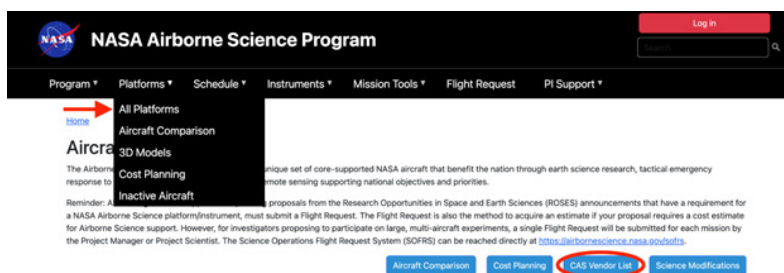 Log in
NASA
NASA Airborne Science Program
Search
Program ▾ Platforms ▾ Schedule ▾ Instruments ▾ Mission Tools ▾ Flight Request PI Support ▾
All Platforms
Home
Aircraft Comparison
Aircra
3D Models
The Airborne unique set of core-supported NASA aircraft that benefit the nation through earth science research, tactical emergency
Cost Planning
response to emote sensing supporting national objectives and priorities.
Inactive Aircraft
Reminder: A proposals from the Research Opportunities in Space and Earth Sciences (ROSES) announcements that have a requirement for
a NASA Airborne Science platform/instrument, must submit a Flight Request. The Flight Request is also the method to acquire an estimate if your proposal requires a cost estimate
for Airborne Science support. However, for investigators proposing to participate on large, multi-aircraft experiments, a single Flight Request will be submitted for each mission by
the Project Manager or Project Scientist. The Science Operations Flight Request System (SOFRS) can be reached directly at https://airbornescience.nasa.gov/sofrs.
Aircraft Comparison Cost Planning CAS Vendor List Science Modifications